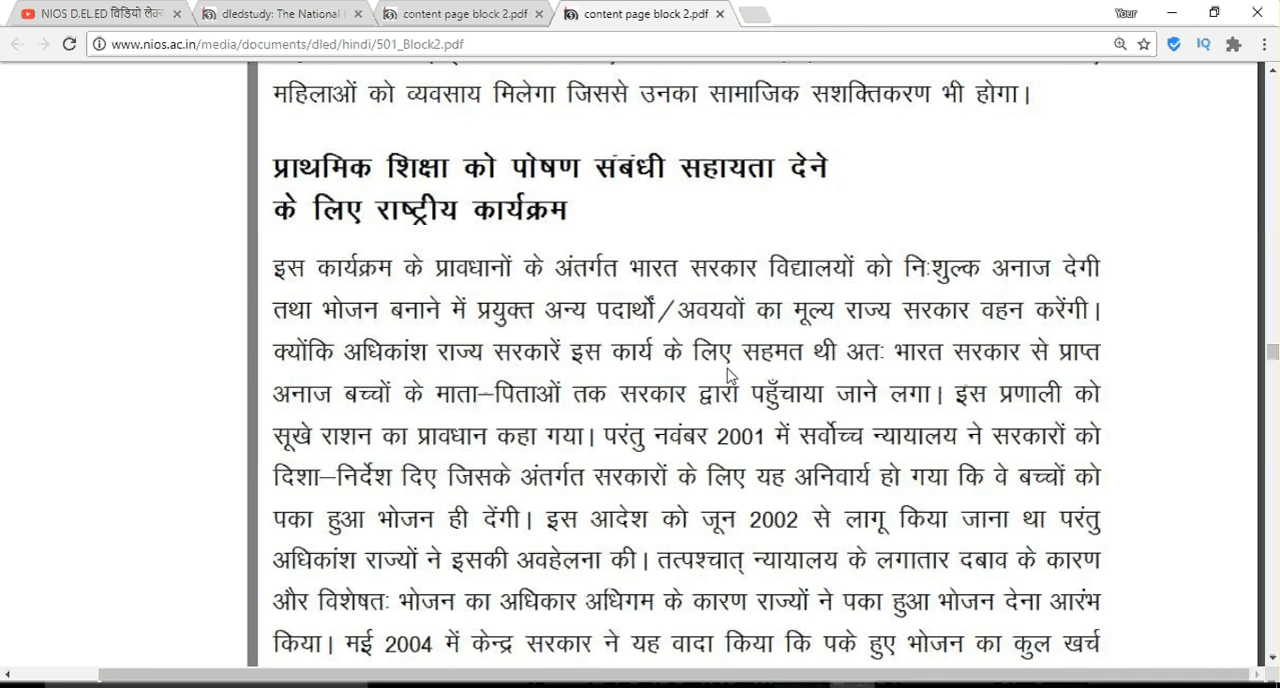 NIOS D.ELED विडियो लेक
dledstudy: The National
content page block 2.pdf
content page block 2.pdf
Your
www.nios.ac.in/media/documents/dled/hindi/501_Block2.pdf
IQ
महिलाओं को व्यवसाय मिलेगा जिससे उनका सामाजिक सशक्तिकरण भी होगा।
प्राथमिक शिक्षा को पोषण संबंधी सहायता देने
के लिए राष्ट्रीय कार्यक्रम
इस कार्यक्रम के प्रावधानों के अंतर्गत भारत सरकार विद्यालयों को निःशुल्क अनाज देगी
तथा भोजन बनाने में प्रयुक्त अन्य पदार्थों/अवयवों का मूल्य राज्य सरकार वहन करेंगी।
क्योंकि अधिकांश राज्य सरकारें इस कार्य के लिए सहमत थी अतः भारत सरकार से प्राप्त
अनाज बच्चों के माता–पिताओं तक सरकार द्वारा पहुँचाया जाने लगा। इस प्रणाली को
सूखे राशन का प्रावधान कहा गया। परंतु नवंबर 2001 में सर्वोच्च न्यायालय ने सरकारों को
दिशा–निर्देश दिए जिसके अंतर्गत सरकारों के लिए यह अनिवार्य हो गया कि वे बच्चों को
पका हुआ भोजन ही देंगी। इस आदेश को जून 2002 से लागू किया जाना था परंतु
अधिकांश राज्यों ने इसकी अवहेलना की। तत्पश्चात् न्यायालय के लगातार दबाव के कारण
और विशेषतः भोजन का अधिकार अधिगम के कारण राज्यों ने पका हुआ भोजन देना आरंभ
किया। मई 2004 में केन्द्र सरकार ने यह वादा किया कि पके हुए भोजन का कुल खर्च